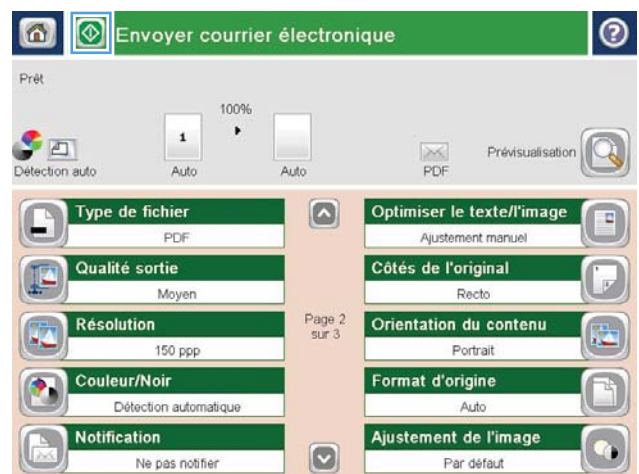 Envoyer courrier électronique
?
Prêt
100%
1
Prévisualisation
Détection auto
Auto
Auto
PDF
Type de fichier
PDF
Optimiser le texte/l'image
Ajustement manuel
Qualité sortie
Moyen
Côtés de l'original
Recto
Résolution
150 ppp
Page 2
sur 3
Orientation du contenu
Portrait
Couleur/Noir
Détection automatique
Format d'origine
Auto
Notification
Ne pas notifier
Ajustement de l'image
Par défaut